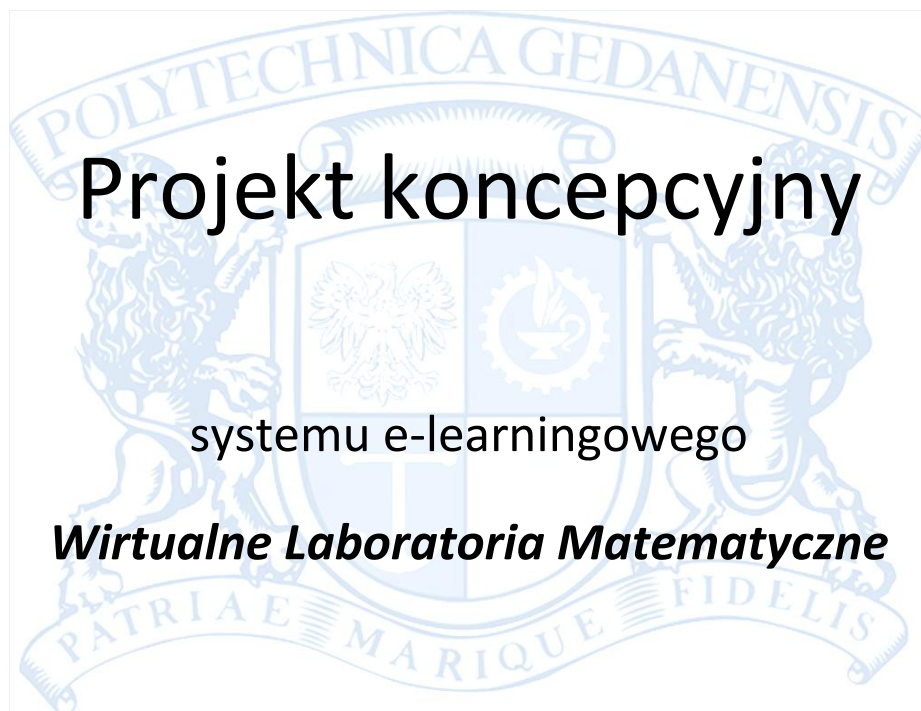 POLYTECHNICA GEDANENSIS
Projekt koncepcyjny
systemu e-learningowego
Wirtualne Laboratoria Matematyczne
PATRIAE MARIQUE FIDELIS